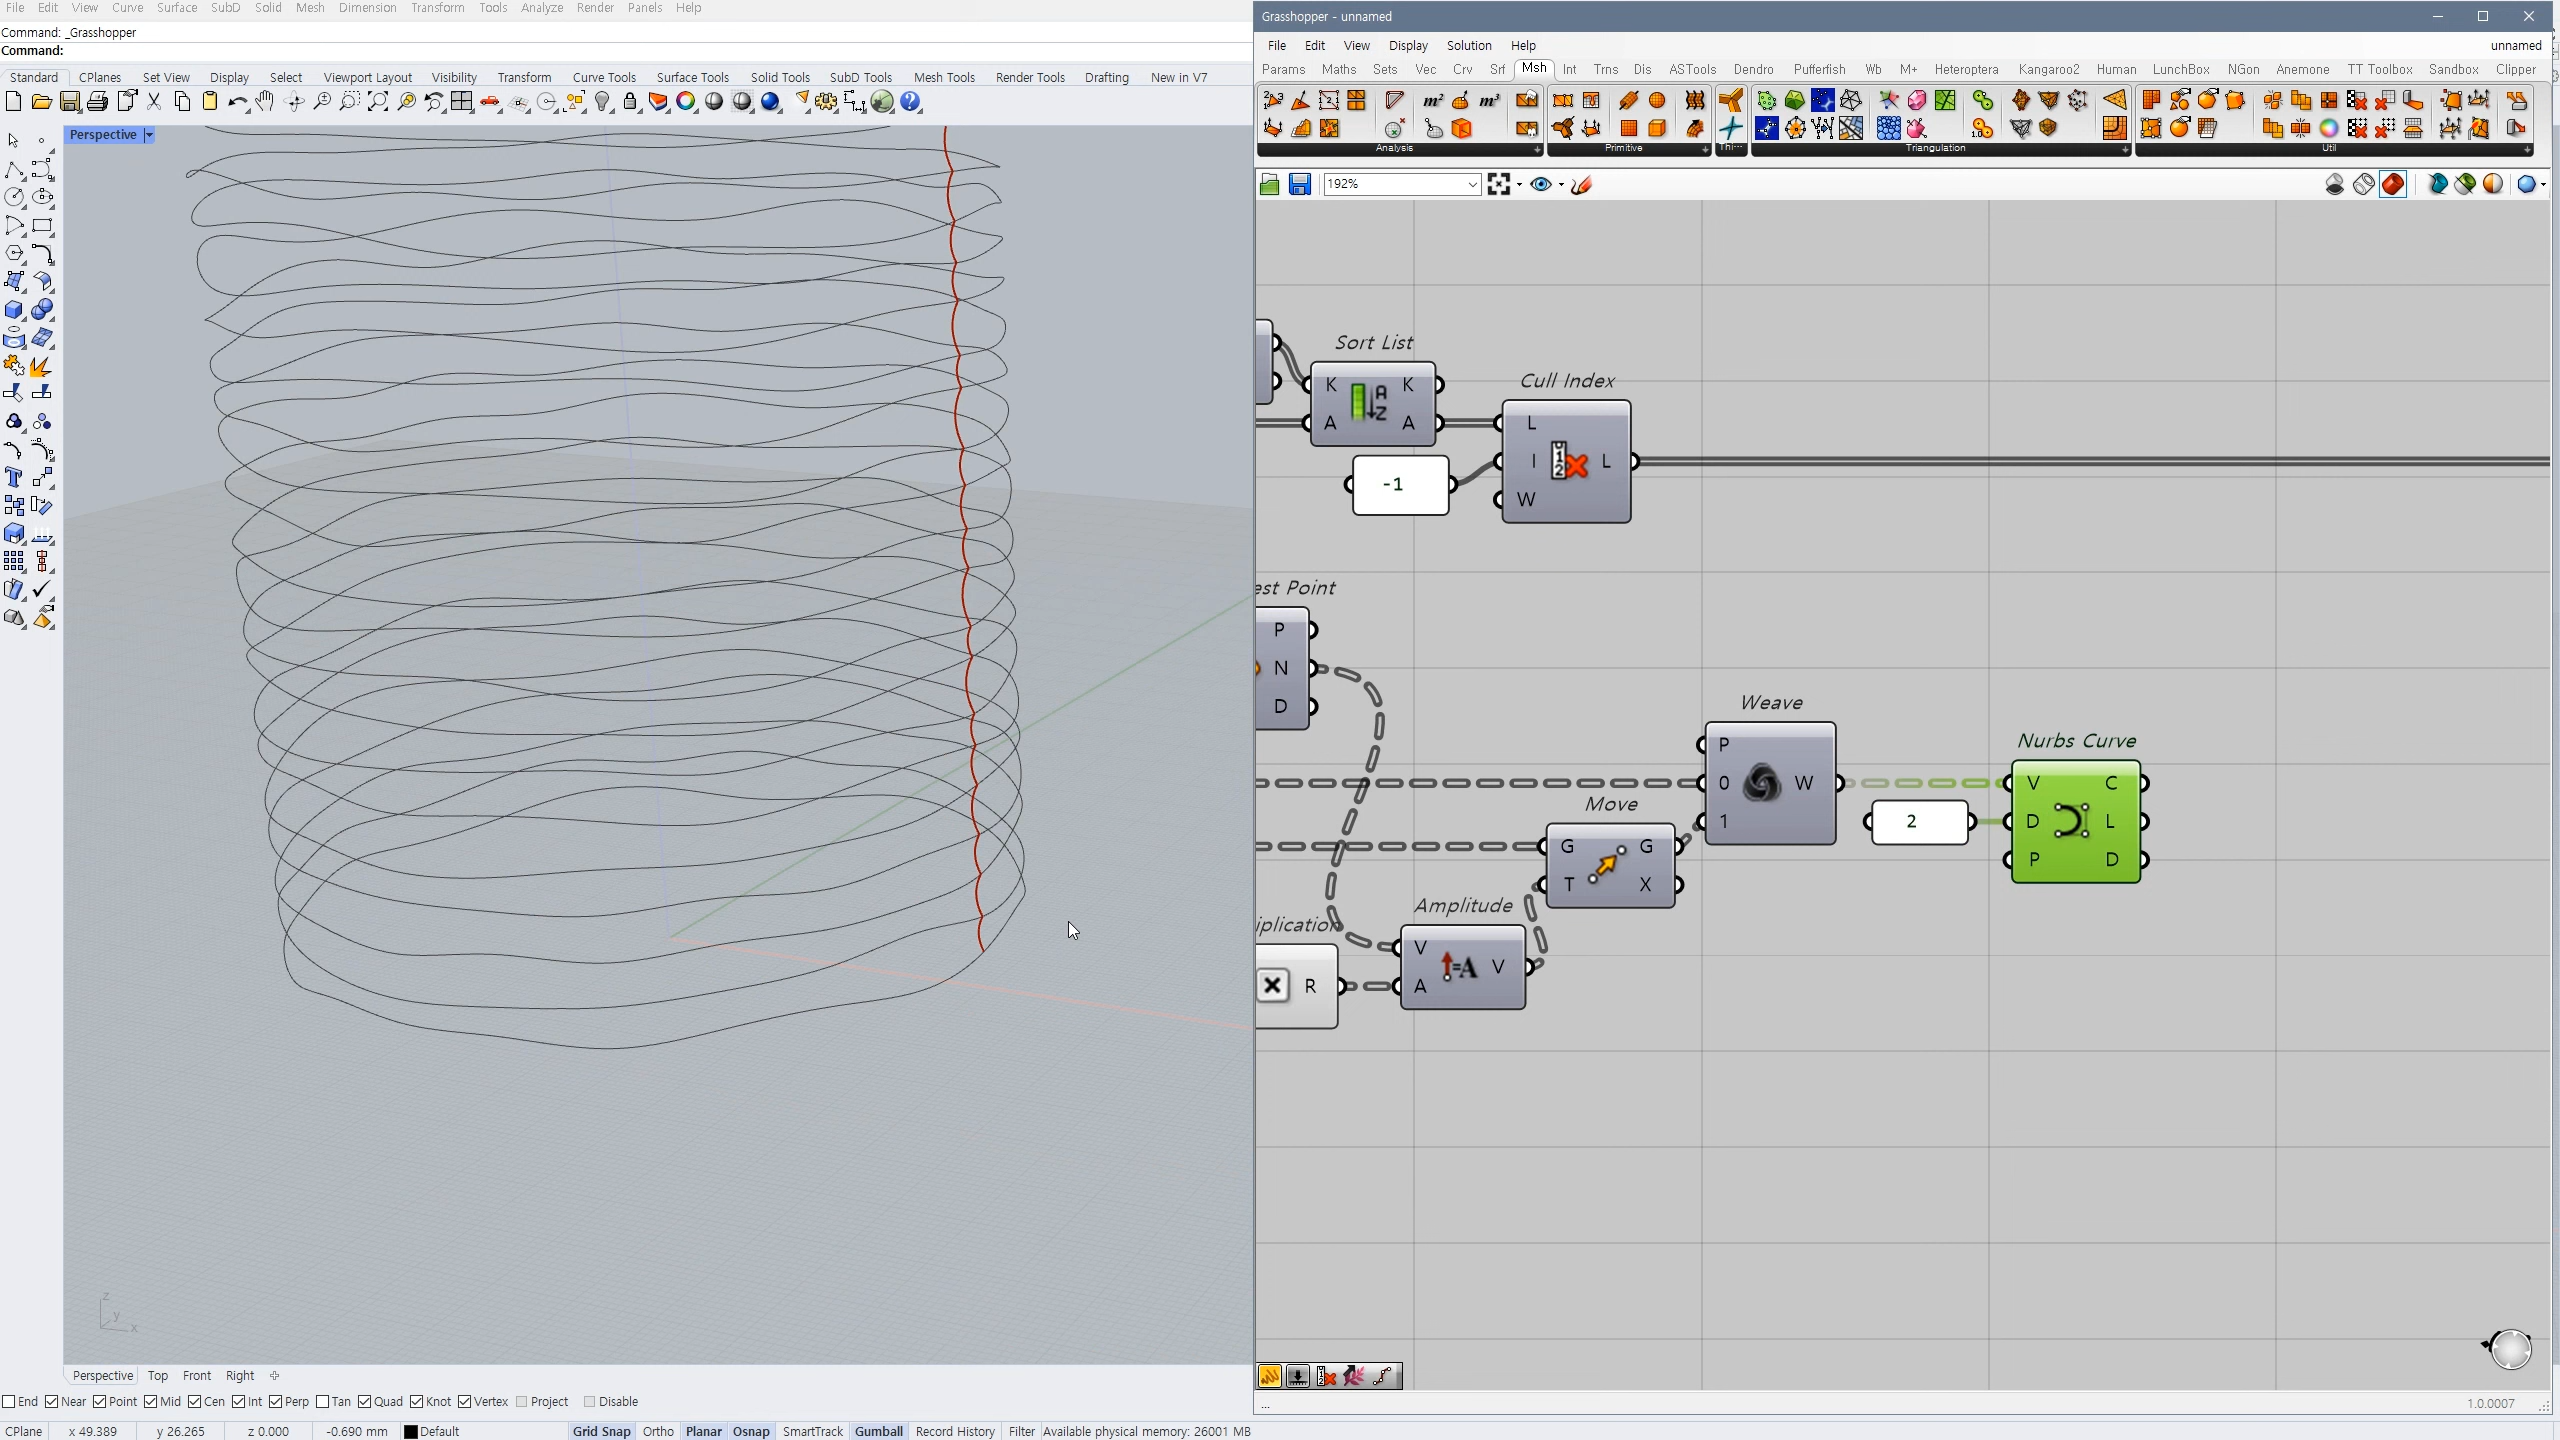 File Edit View Curve Surface SubD Solid Mesh Dimension Transform Tools Analyze Render Panels Help
Command: _Grasshopper
Command:
Standard CPlanes Set View Display Select Viewport Layout Visibility Transform Curve Tools Surface Tools Solid Tools SubD Tools Mesh Tools Render Tools Drafting New in V7
Perspective
z
y
x
Perspective Top Front Right
End Near Point Mid Cen Int Perp Tan Quad Knot Vertex Project Disable
CPlane x 49.389 y 26.265 z 0.000 -0.690 mm Default Grid Snap Ortho Planar Osnap SmartTrack Gumball Record History Filter Available physical memory: 26001 MB
Grasshopper - unnamed
File Edit View Display Solution Help unnamed
Params Maths Sets Vec Crv Srf Msh Int Trns Dis ASTools Dendro Pufferfish Wb M+ Heteroptera Kangaroo2 Human LunchBox NGon Anemone TT Toolbox Sandbox Clipper
Analysis Primitive Thi··· Triangulation Util
192%
Sort List
K K
A A
Cull Index
L
I L
W
-1
est Point
P
N
D
Weave
P
0 W
1
Nurbs Curve
V C
D L
P D
2
Move
G G
T X
Amplitude
V
A V
iplication
R
...
1.0.0007